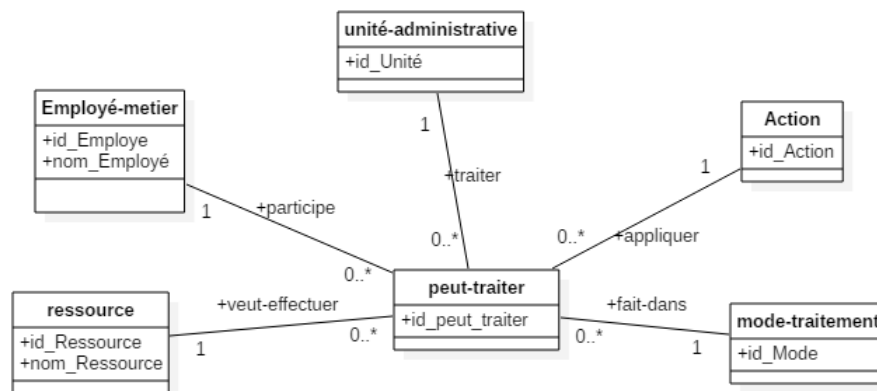 unité-administrative
+id_Unité
Employé-metier
+id_Employe
+nom_Employé
Action
+id_Action
1
1
1
+traiter
+participe
0..*
0..*
+appliquer
0..*
peut-traiter
+id_peut_traiter
ressource
+id_Ressource
+nom_Ressource
+veut-effectuer
1
0..*
+fait-dans
0..*
1
mode-traitement
+id_Mode